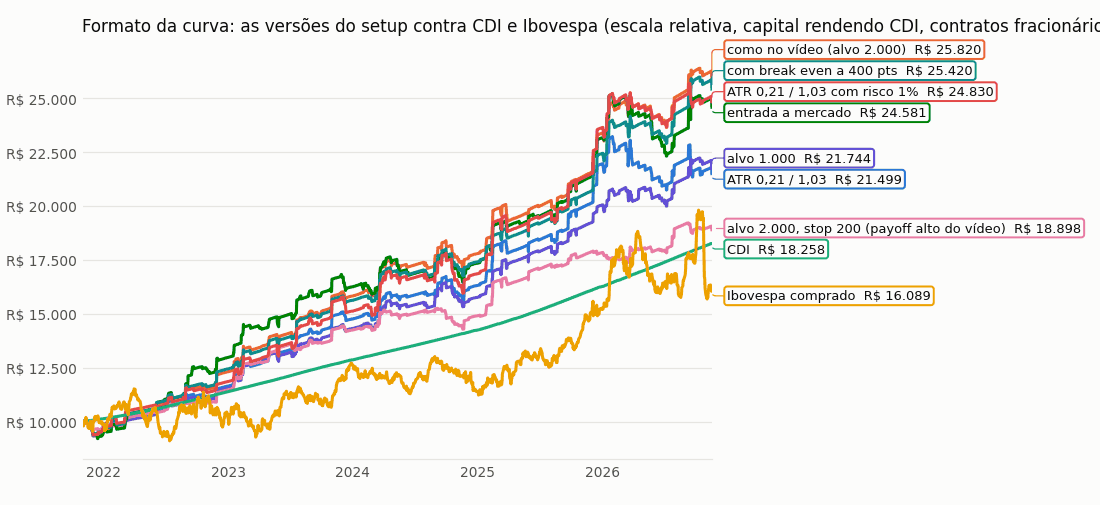 Formato da curva: as versões do setup contra CDI e Ibovespa (escala relativa, capital rendendo CDI, contratos
como no vídeo (alvo 2.000) R$ 25.820
com break even a 400 pts R$ 25.420
ATR 0,21 / 1,03 com risco 1% R$ 24.830
entrada a mercado R$ 24.581
alvo 1.000 R$ 21.744
ATR 0,21 / 1,03 R$ 21.499
alvo 2.000, stop 200 (payoff alto do vídeo) R$ 18.898
CDI R$ 18.258
Ibovespa comprado R$ 16.089
R$ 25.000
R$ 22.500
R$ 20.000
R$ 17.500
R$ 15.000
R$ 12.500
R$ 10.000
2022
2023
2024
2025
2026